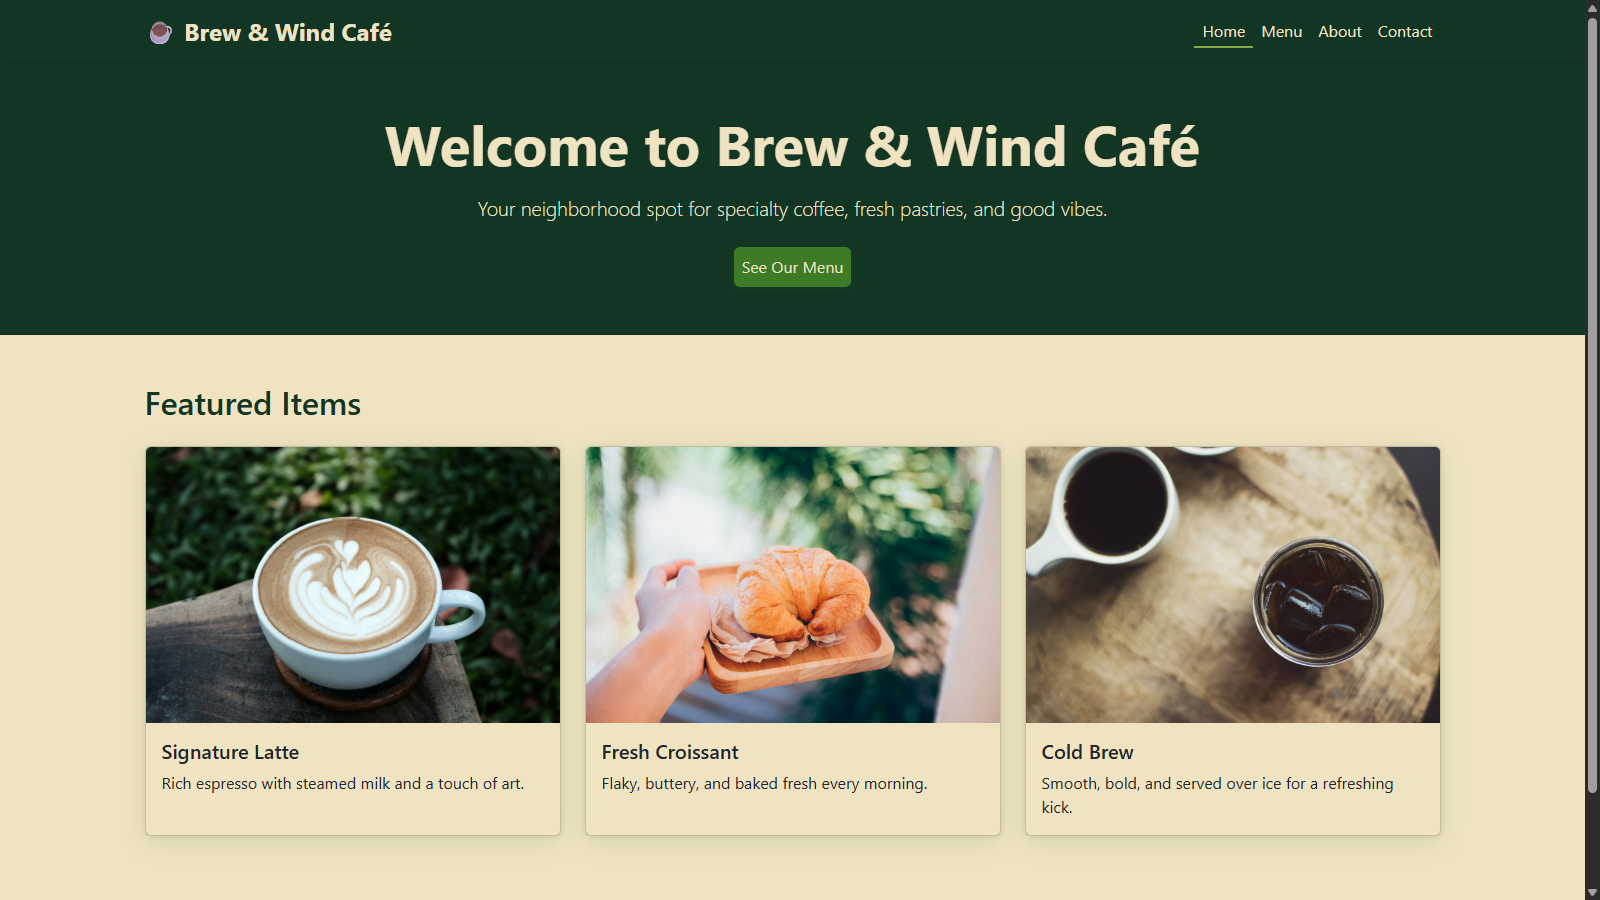 Brew & Wind Café
Home Menu About Contact
Welcome to Brew & Wind Café
Your neighborhood spot for specialty coffee, fresh pastries, and good vibes.
See Our Menu
Featured Items
Signature Latte
Rich espresso with steamed milk and a touch of art.
Fresh Croissant
Flaky, buttery, and baked fresh every morning.
Cold Brew
Smooth, bold, and served over ice for a refreshing
kick.